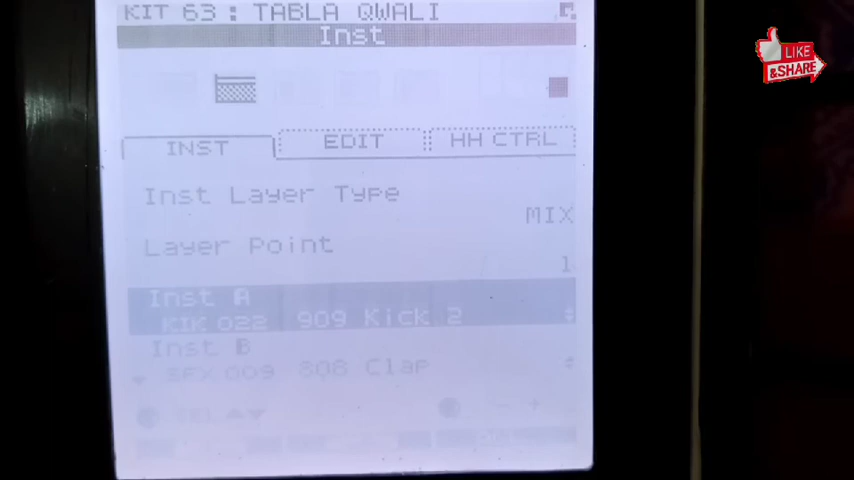 KIT 63 : TABLA QWALI
Inst
INST EDIT HH CTRL
Inst Layer Type
MIX
Layer Point
1
Inst A
KIK 022 909 Kick 2
Inst B
SFX 009 808 Clap
SEL - +
LIKE
& SHARE